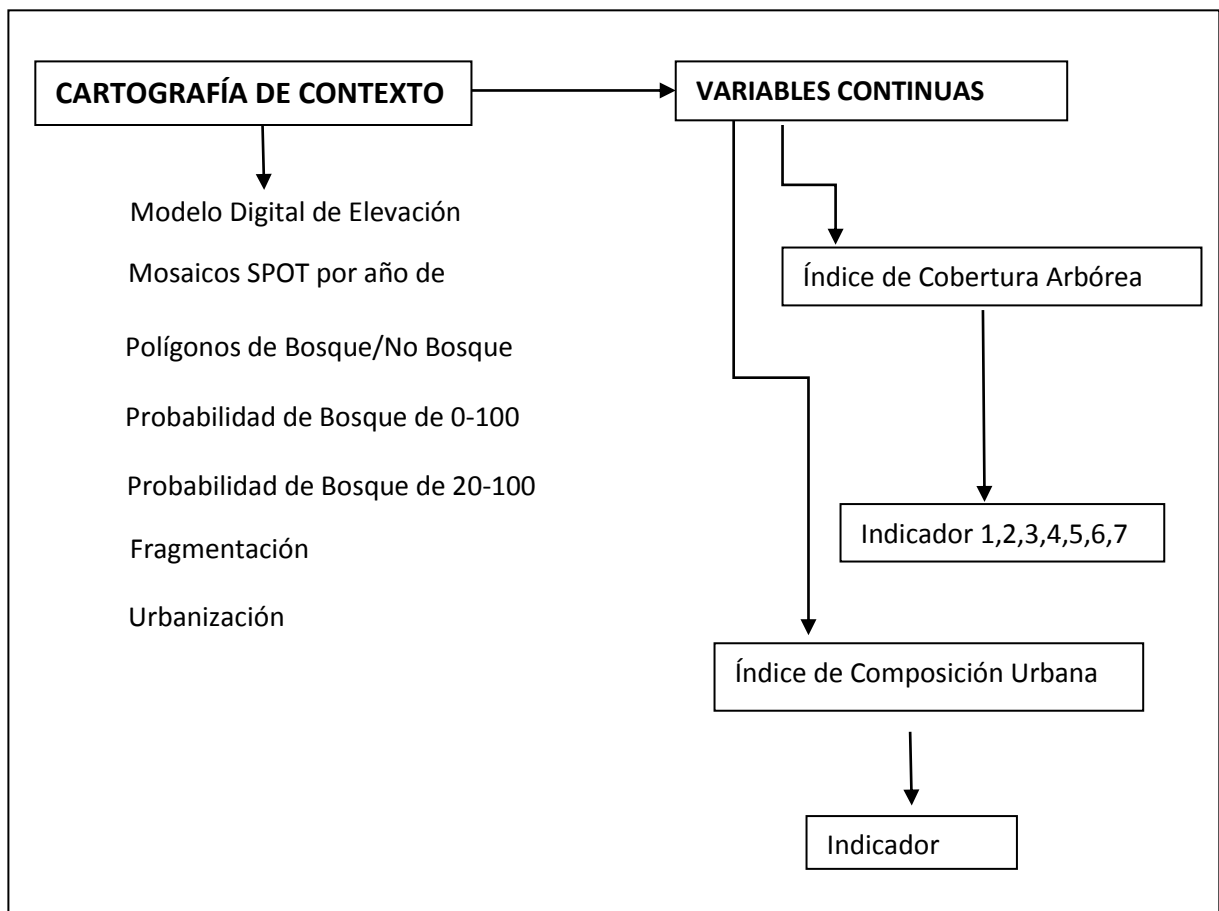 CARTOGRAFÍA DE CONTEXTO
Modelo Digital de Elevación
Mosaicos SPOT por año de
Polígonos de Bosque/No Bosque
Probabilidad de Bosque de 0-100
Probabilidad de Bosque de 20-100
Fragmentación
Urbanización
VARIABLES CONTINUAS
Índice de Cobertura Arbórea
Indicador 1,2,3,4,5,6,7
Índice de Composición Urbana
Indicador